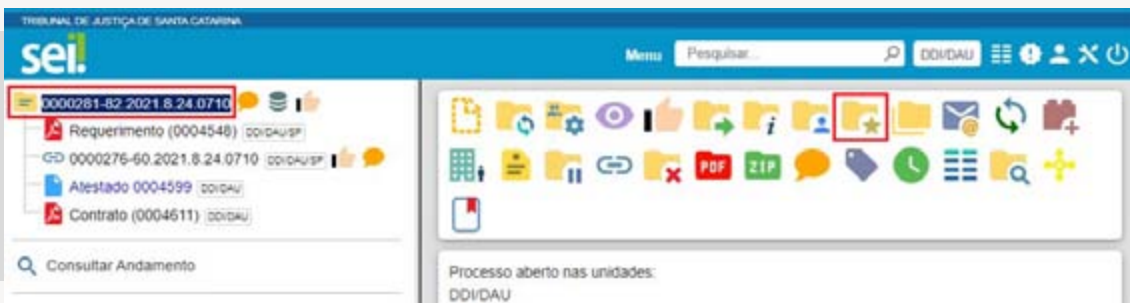 TRIBUNAL DE JUSTIÇA DE SANTA CATARINA
sei!
Menu Pesquisar... DDI/DAU
0000281-82.2021.8.24.0710
Requerimento (0004548) DDI/DAU/SP
0000276-60.2021.8.24.0710 DDI/DAU/SP
Atestado 0004599 DDI/DAU
Contrato (0004611) DDI/DAU
Consultar Andamento
PDF ZIP
Processo aberto nas unidades:
DDI/DAU